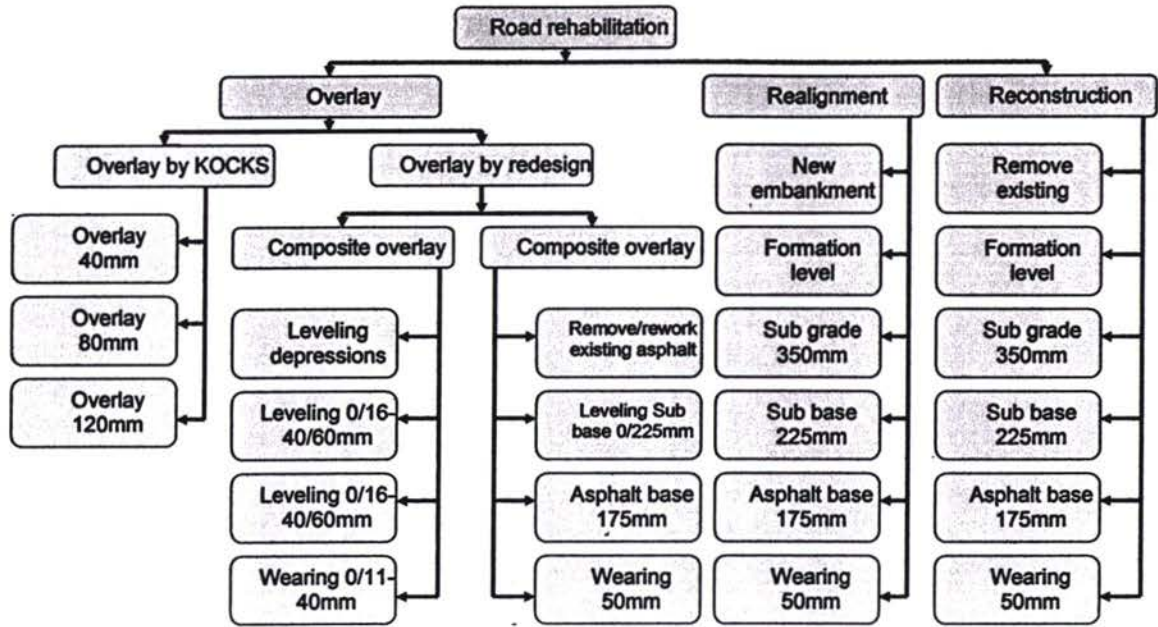 Road rehabilitation
Overlay
Realignment
Reconstruction
Overlay by KOCKS
Overlay by redesign
New
embankment
Remove
existing
Overlay
40mm
Composite overlay
Composite overlay
Formation
level
Formation
level
Overlay
80mm
Leveling
depressions
Remove/rework
existing asphalt
Sub grade
350mm
Sub grade
350mm
Overlay
120mm
Leveling 0/16-
40/60mm
Leveling Sub
base 0/225mm
Sub base
225mm
Sub base
225mm
Leveling 0/16-
40/60mm
Asphalt base
175mm
Asphalt base
175mm
Asphalt base
175mm
Wearing 0/11-
40mm
Wearing
50mm
Wearing
50mm
Wearing
50mm